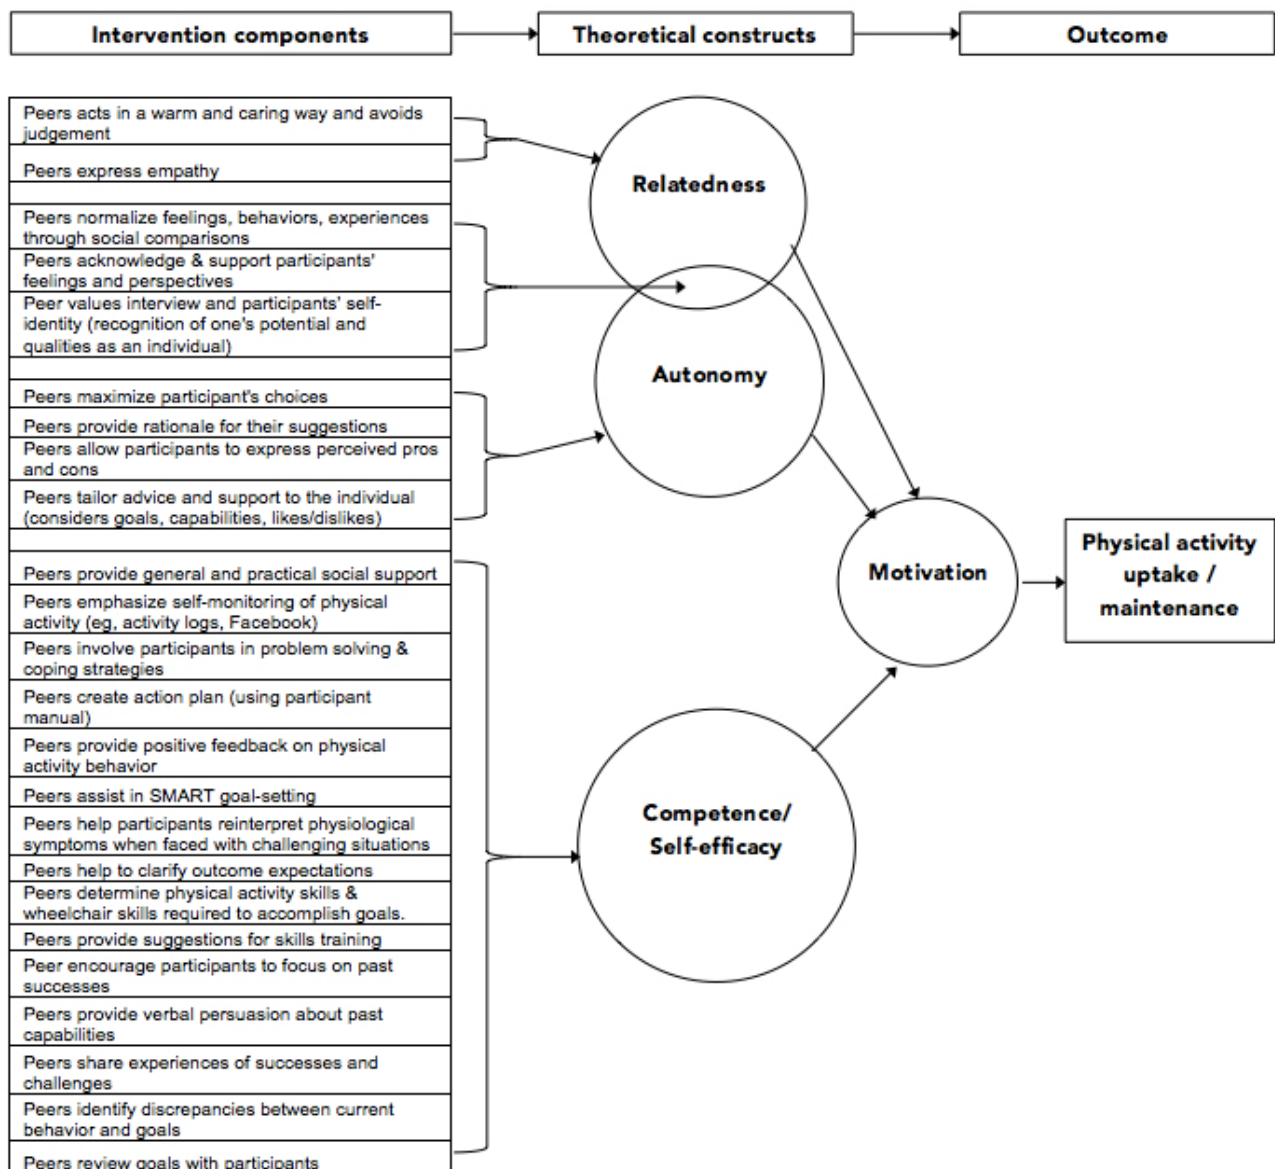 Intervention components
Theoretical constructs
Outcome
Peers acts in a warm and caring way and avoids
judgement
Peers express empathy
Peers normalize feelings, behaviors, experiences
through social comparisons
Peers acknowledge & support participants'
feelings and perspectives
Peer values interview and participants' self-
identity (recognition of one's potential and
qualities as an individual)
Peers maximize participant's choices
Peers provide rationale for their suggestions
Peers allow participants to express perceived pros
and cons
Peers tailor advice and support to the individual
(considers goals, capabilities, likes/dislikes)
Peers provide general and practical social support
Peers emphasize self-monitoring of physical
activity (eg, activity logs, Facebook)
Peers involve participants in problem solving &
coping strategies
Peers create action plan (using participant
manual)
Peers provide positive feedback on physical
activity behavior
Peers assist in SMART goal-setting
Peers help participants reinterpret physiological
symptoms when faced with challenging situations
Peers help to clarify outcome expectations
Peers determine physical activity skills &
wheelchair skills required to accomplish goals.
Peers provide suggestions for skills training
Peer encourage participants to focus on past
successes
Peers provide verbal persuasion about past
capabilities
Peers share experiences of successes and
challenges
Peers identify discrepancies between current
behavior and goals
Peers review goals with participants
Relatedness
Autonomy
Competence/
Self-efficacy
Motivation
Physical activity
uptake /
maintenance